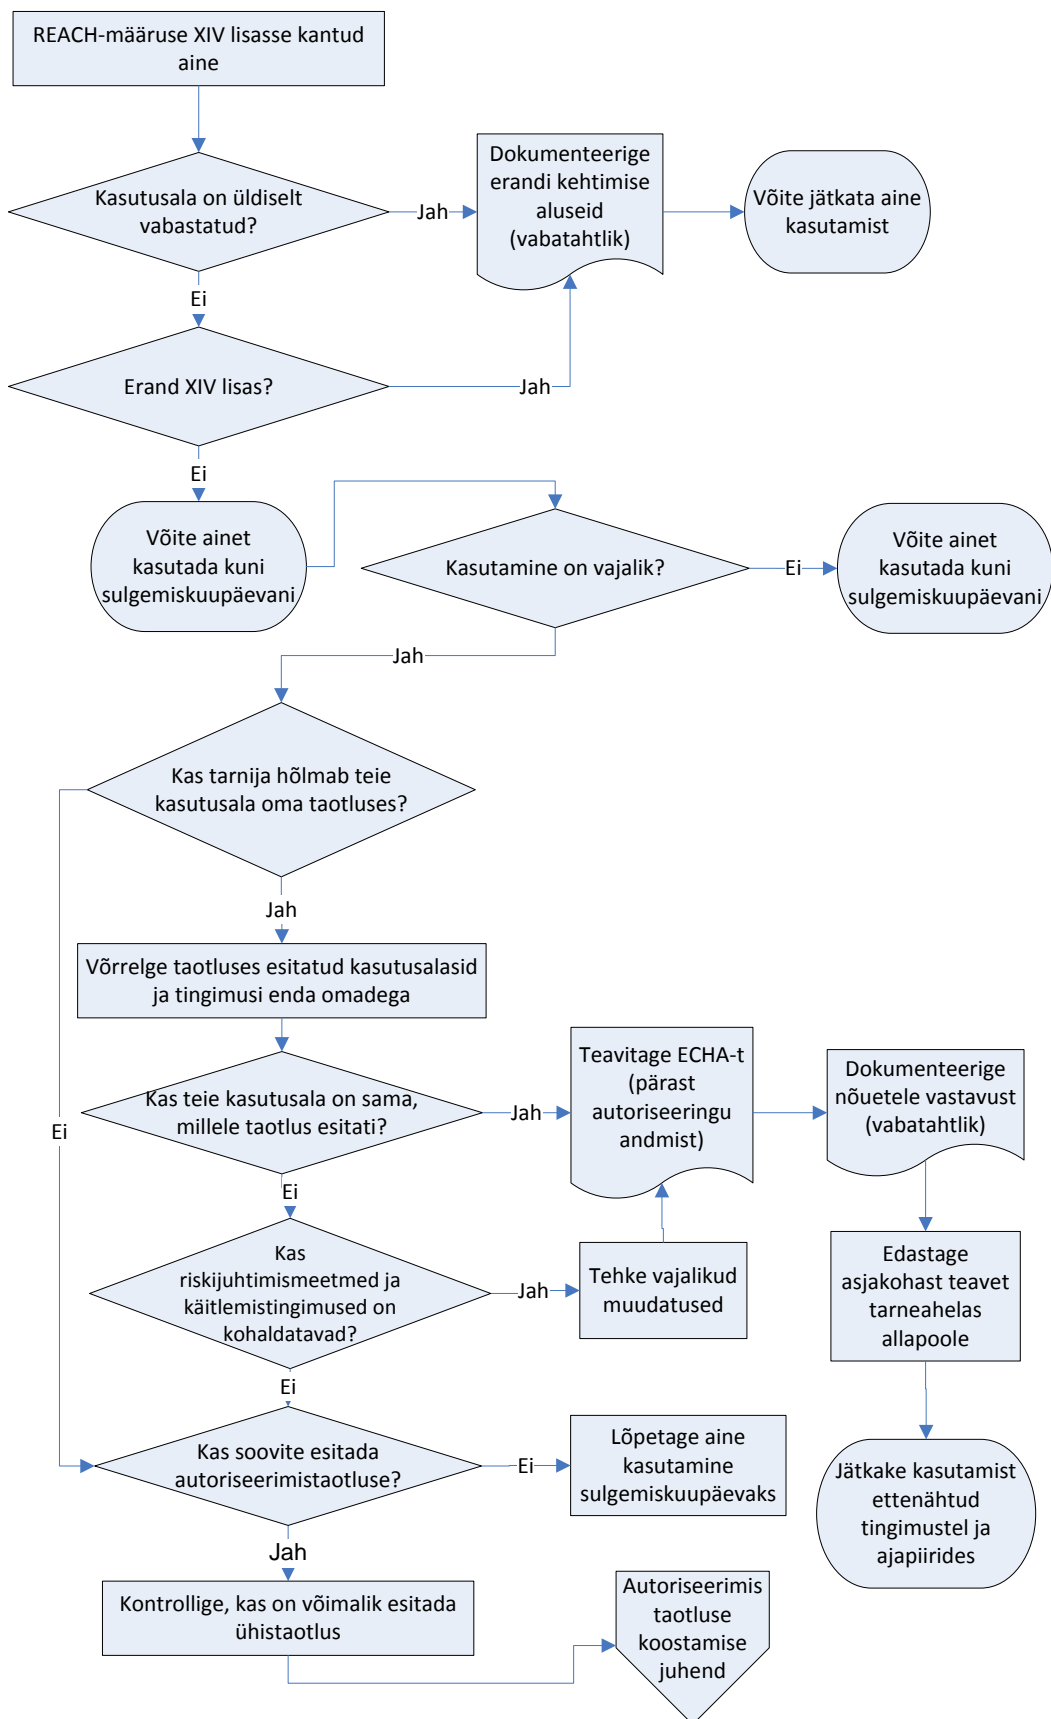 REACH-määruse XIV lisasse kantud
aine
Kasutusala on üldiselt
vabastatud?
Jah
Dokumenteerige
erandi kehtimise
aluseid
(vabatahtlik)
Võite jätkata aine
kasutamist
Ei
Erand XIV lisas?
Jah
Ei
Võite ainet
kasutada kuni
sulgemiskuupäevani
Kasutamine on vajalik?
Ei
Võite ainet
kasutada kuni
sulgemiskuupäevani
Jah
Kas tarnija hõlmab teie
kasutusala oma taotluses?
Jah
Ei
Võrrelge taotluses esitatud kasutusalasid
ja tingimusi enda omadega
Kas teie kasutusala on sama,
millele taotlus esitati?
Jah
Teavitage ECHA-t
(pärast
autoriseeringu
andmist)
Dokumenteerige
nõuetele vastavust
(vabatahtlik)
Ei
Kas
riskijuhtimismeetmed ja
käitlemistingimused on
kohaldatavad?
Jah
Tehke vajalikud
muudatused
Edastage
asjakohast teavet
tarneahelas
allapoole
Ei
Kas soovite esitada
autoriseerimistaotluse?
Ei
Lõpetage aine
kasutamine
sulgemiskuupäevaks
Jätkake kasutamist
ettenähtud
tingimustel ja
ajapiirides
Jah
Kontrollige, kas on võimalik esitada
ühistaotlus
Autoriseerimis
taotluse
koostamise
juhend